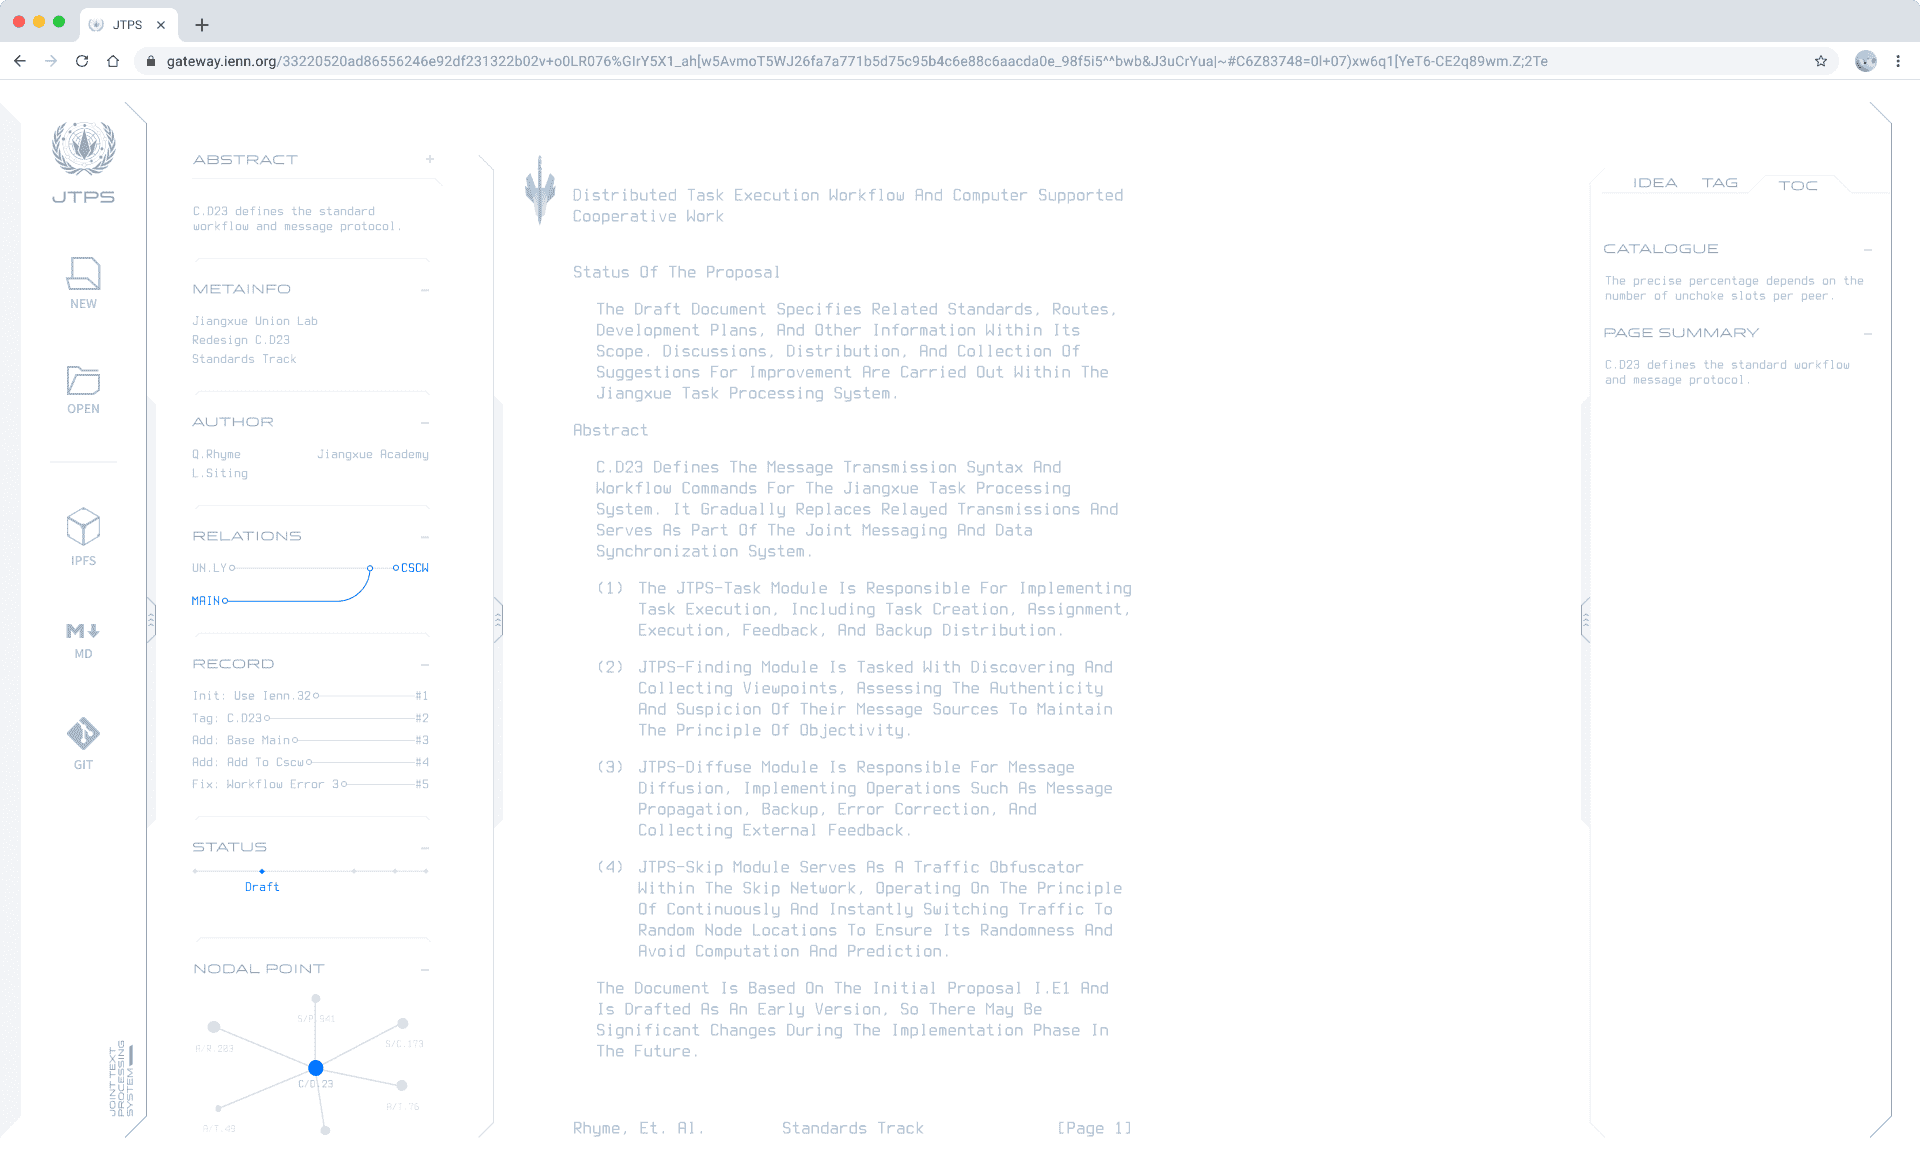 JTPS
gateway.ienn.org/33220520ad86556246e92df231322b02v+o0LR076%GIrY5X1_ah[w5AvmoT5WJ26fa7a771b5d75c95b4c6e88c6aacda0e_98f5i5^^bwb&J3uCrYua|~#C6Z83748=0l+07)xw6q1[YeT6-CE2q89wm.Z;2Te
JTPS
NEW
OPEN
IPFS
MD
GIT
JOINT TEXT
PROCESSING
SYSTEM
ABSTRACT
C.D23 defines the standard
workflow and message protocol.
METAINFO
Jiangxue Union Lab
Redesign C.D23
Standards Track
AUTHOR
Q.Rhyme Jiangxue Academy
L.Siting
RELATIONS
UN.LY CSCW
MAIN
RECORD
Init: Use Ienn.32 #1
Tag: C.D23 #2
Add: Base Main #3
Add: Add To Cscw #4
Fix: Workflow Error 3 #5
STATUS
Draft
NODAL POINT
S/P.541
A/R.203
S/C.173
C/D.23
A/T.76
A/T.49
Distributed Task Execution Workflow And Computer Supported
Cooperative Work
Status Of The Proposal
The Draft Document Specifies Related Standards, Routes,
Development Plans, And Other Information Within Its
Scope. Discussions, Distribution, And Collection Of
Suggestions For Improvement Are Carried Out Within The
Jiangxue Task Processing System.
Abstract
C.D23 Defines The Message Transmission Syntax And
Workflow Commands For The Jiangxue Task Processing
System. It Gradually Replaces Relayed Transmissions And
Serves As Part Of The Joint Messaging And Data
Synchronization System.
(1) The JTPS-Task Module Is Responsible For Implementing
Task Execution, Including Task Creation, Assignment,
Execution, Feedback, And Backup Distribution.
(2) JTPS-Finding Module Is Tasked With Discovering And
Collecting Viewpoints, Assessing The Authenticity
And Suspicion Of Their Message Sources To Maintain
The Principle Of Objectivity.
(3) JTPS-Diffuse Module Is Responsible For Message
Diffusion, Implementing Operations Such As Message
Propagation, Backup, Error Correction, And
Collecting External Feedback.
(4) JTPS-Skip Module Serves As A Traffic Obfuscator
Within The Skip Network, Operating On The Principle
Of Continuously And Instantly Switching Traffic To
Random Node Locations To Ensure Its Randomness And
Avoid Computation And Prediction.
The Document Is Based On The Initial Proposal I.E1 And
Is Drafted As An Early Version, So There May Be
Significant Changes During The Implementation Phase In
The Future.
Rhyme, Et. Al. Standards Track [Page 1]
IDEA TAG TOC
CATALOGUE
The precise percentage depends on the
number of unchoke slots per peer.
PAGE SUMMARY
C.D23 defines the standard workflow
and message protocol.